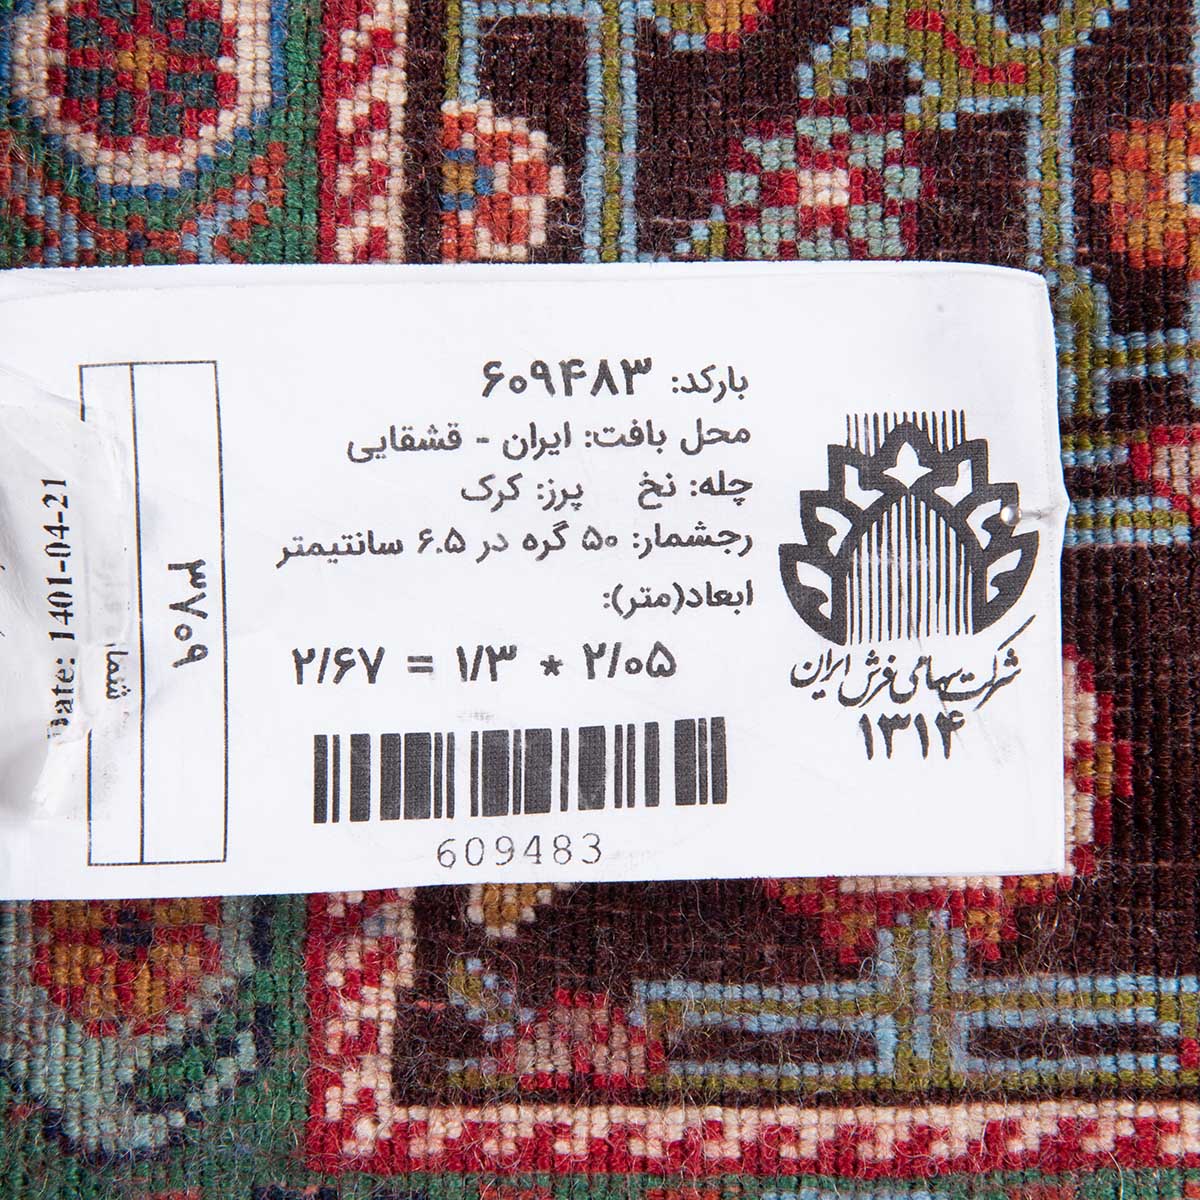 بارکد: ۶۰۹۴۸۳
محل بافت: ایران - قشقایی
چله: نخ پرز: کرک
رجشمار: ۵۰ گره در ۶.۵ سانتیمتر
ابعاد(متر):
۲/۰۵ * ۱/۳ = ۲/۶۷
609483
شرکت سهامی فرش ایران
۱۳۱۴
۳۷۰۹
Date: 1401-04-21